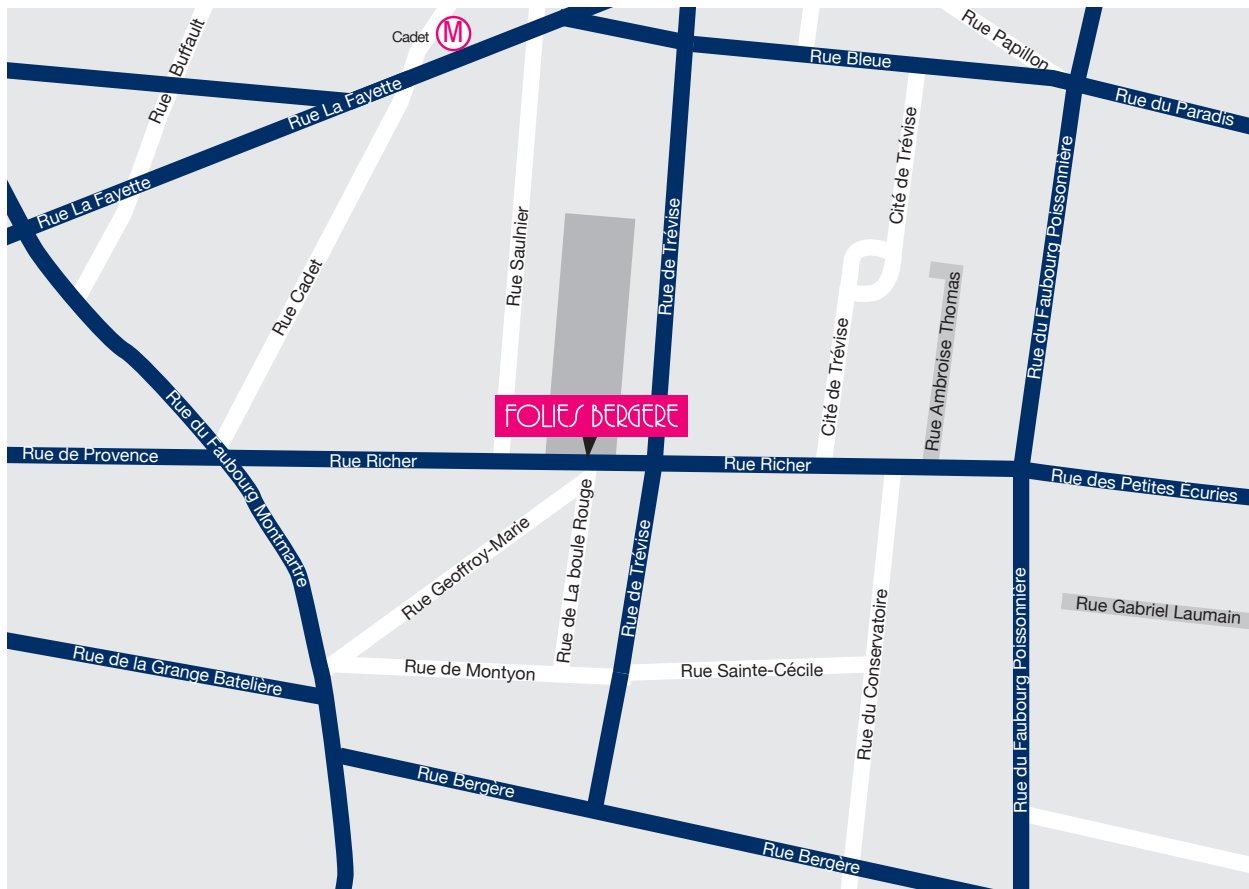 Cadet
M
Rue Buffault
Rue Papillon
Rue Bleue
Rue La Fayette
Rue du Paradis
Rue La Fayette
Cité de Trévise
Rue du Faubourg Poissonnière
Rue Saulnier
Rue de Trévise
Rue Cadet
Rue Ambroise Thomas
Cité de Trévise
FOLIES BERGERE
Rue du Faubourg Montmartre
Rue de Provence
Rue Richer
Rue Richer
Rue des Petites Écuries
Rue Geoffroy-Marie
Rue de La boule Rouge
Rue de Trévise
Rue Gabriel Laumain
Rue du Conservatoire
Rue du Faubourg Poissonnière
Rue de la Grange Batelière
Rue de Montyon
Rue Sainte-Cécile
Rue Bergère
Rue Bergère